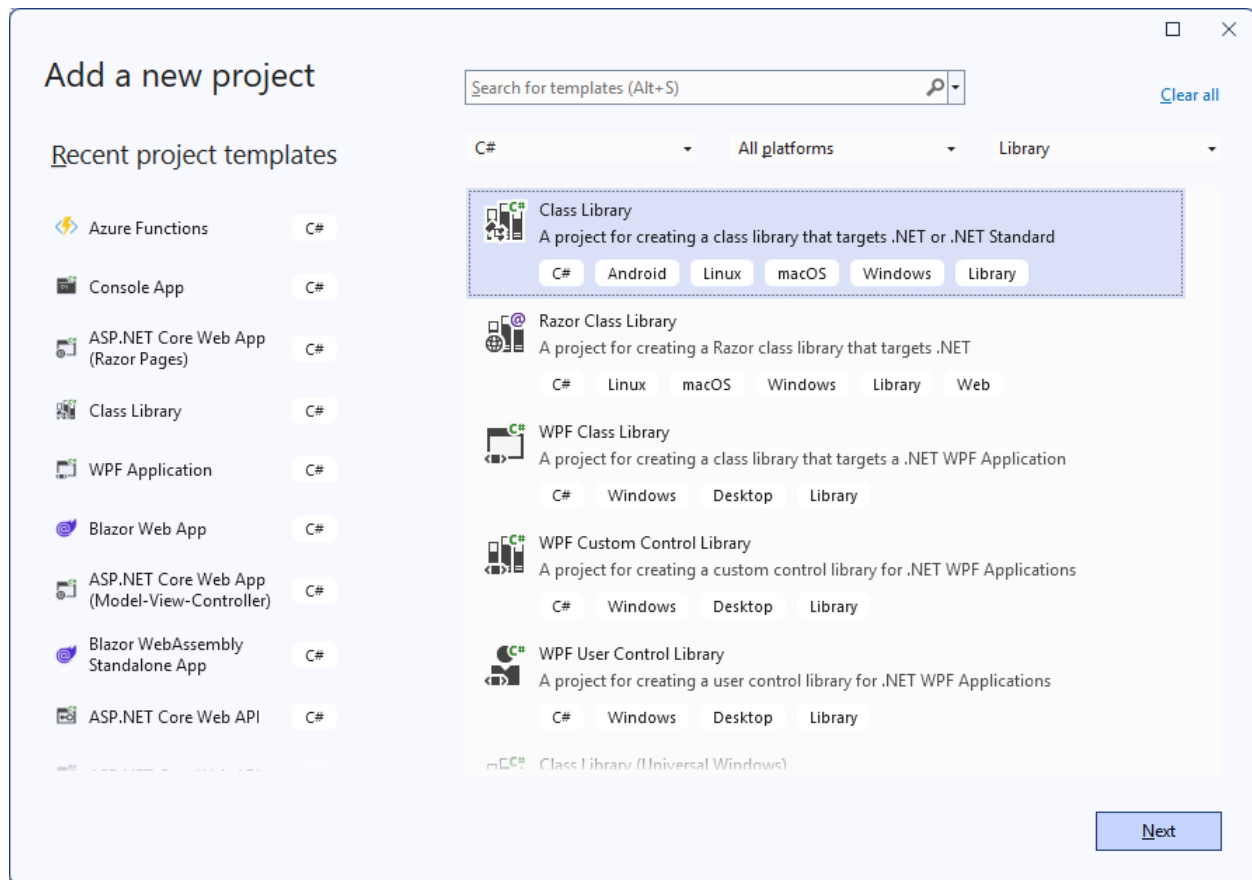 Add a new project
Search for templates (Alt+S)
Clear all
Recent project templates
C#
All platforms
Library
Azure Functions
C#
Console App
C#
ASP.NET Core Web App
(Razor Pages)
C#
Class Library
C#
WPF Application
C#
Blazor Web App
C#
ASP.NET Core Web App
(Model-View-Controller)
C#
Blazor WebAssembly
Standalone App
C#
ASP.NET Core Web API
C#
Class Library
A project for creating a class library that targets .NET or .NET Standard
C# Android Linux macOS Windows Library
Razor Class Library
A project for creating a Razor class library that targets .NET
C# Linux macOS Windows Library Web
WPF Class Library
A project for creating a class library that targets a .NET WPF Application
C# Windows Desktop Library
WPF Custom Control Library
A project for creating a custom control library for .NET WPF Applications
C# Windows Desktop Library
WPF User Control Library
A project for creating a user control library for .NET WPF Applications
C# Windows Desktop Library
Class Library (Universal Windows)
Next